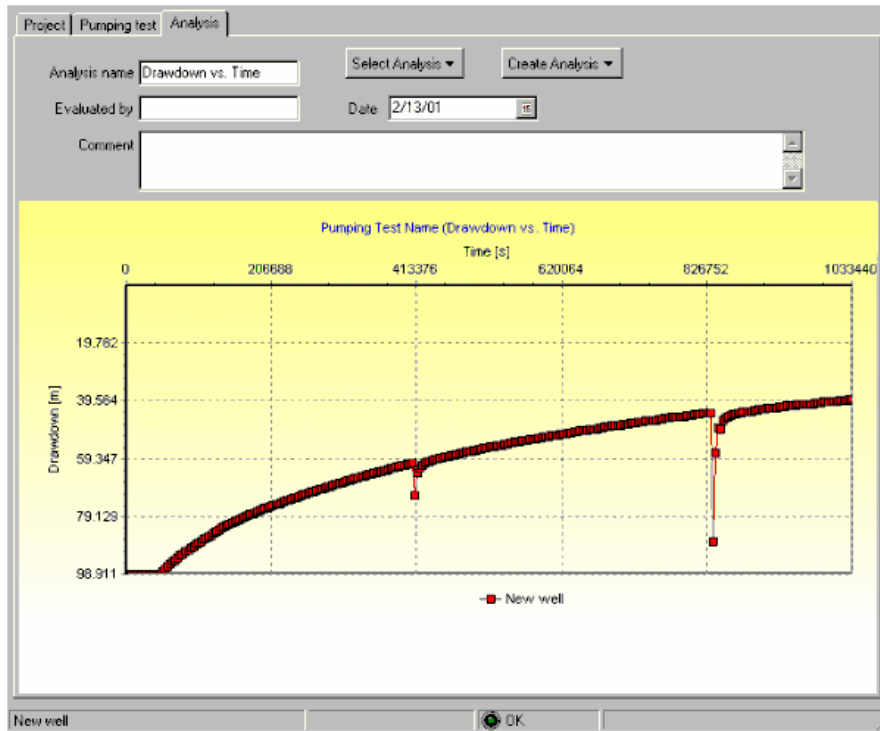 Project Pumping test Analysis
Analysis name Drawdown vs. Time Select Analysis Create Analysis
Evaluated by Date 2/13/01
Comment
Pumping Test Name (Drawdown vs. Time)
Time [s]
0 206688 413376 620064 826752 1033440
19.782
39.564
59.347
79.129
98.911
Drawdown [m]
New well
New well OK